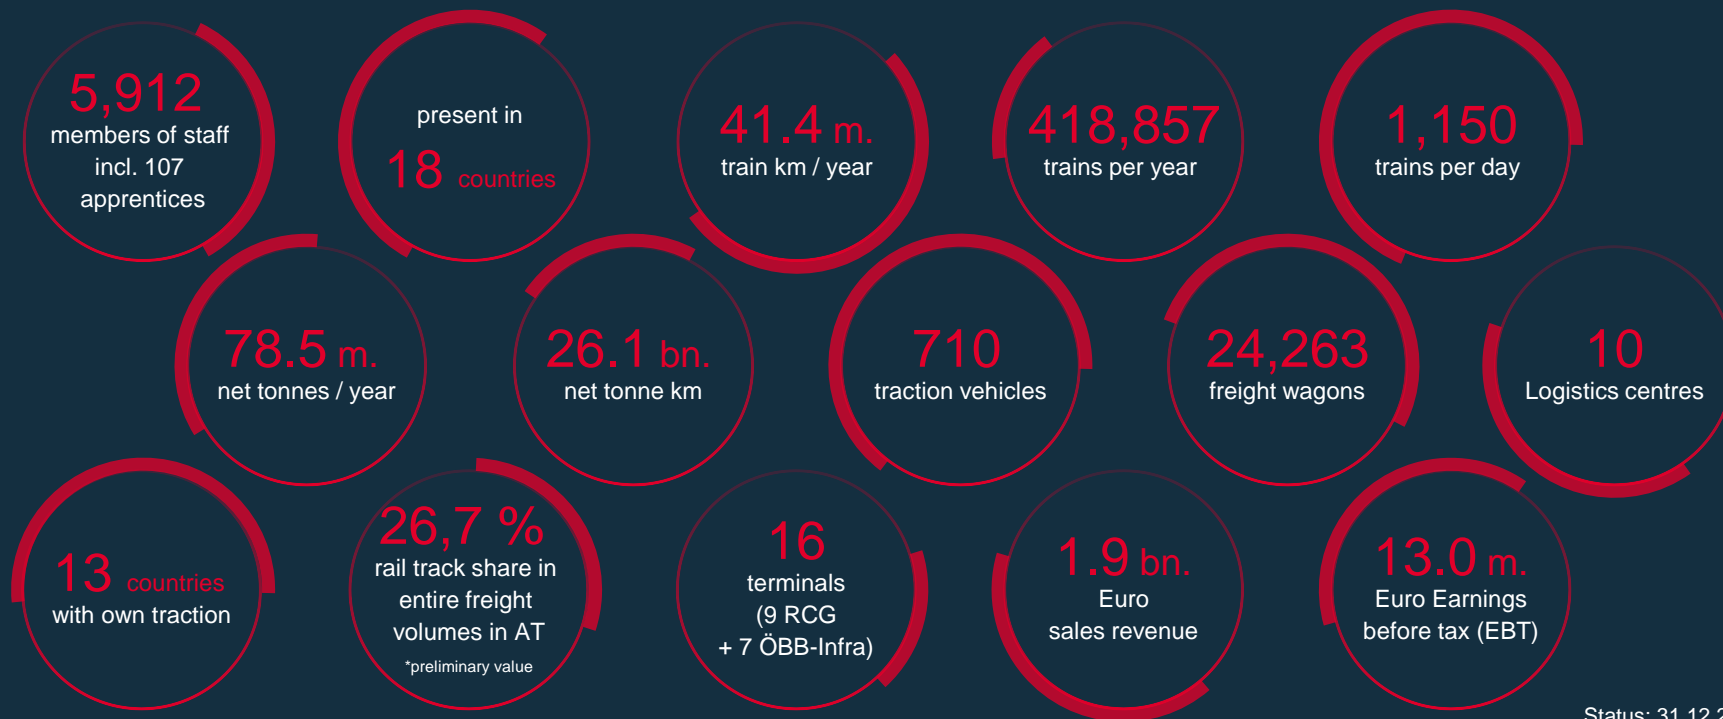 5,912
members of staff
incl. 107
apprentices
present in
18 countries
41.4 m.
train km / year
418,857
trains per year
1,150
trains per day
78.5 m.
net tonnes / year
26.1 bn.
net tonne km
710
traction vehicles
24,263
freight wagons
10
Logistics centres
13 countries
with own traction
26,7 %
rail track share in
entire freight
volumes in AT
*preliminary value
16
terminals
(9 RCG
+ 7 ÖBB-Infra)
1.9 bn.
Euro
sales revenue
13.0 m.
Euro Earnings
before tax (EBT)
Status: 31.12.2